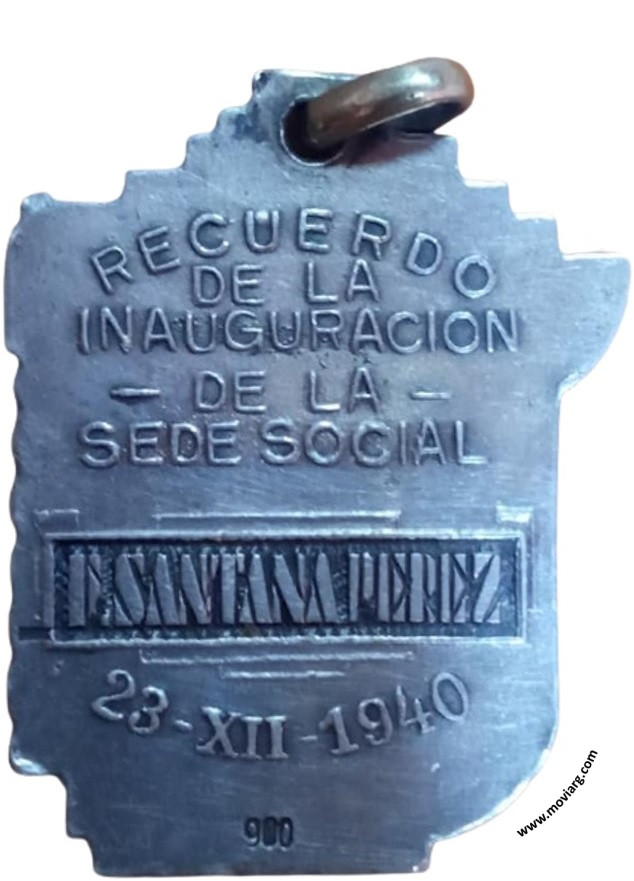 RECUERDO
DE LA
INAUGURACION
- DE LA -
SEDE SOCIAL
F. SANTANA PEREZ
23-XII-1940
900
www.moviarg.com